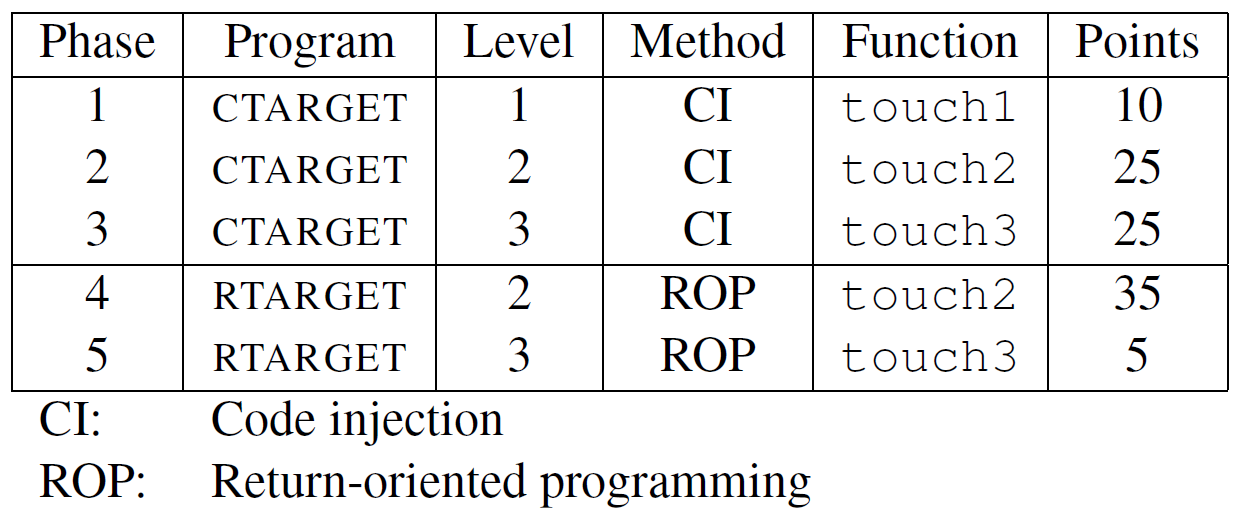 Phase Program Level Method Function Points
1 CTARGET 1 CI touch1 10
2 CTARGET 2 CI touch2 25
3 CTARGET 3 CI touch3 25
4 RTARGET 2 ROP touch2 35
5 RTARGET 3 ROP touch3 5
CI: Code injection
ROP: Return-oriented programming